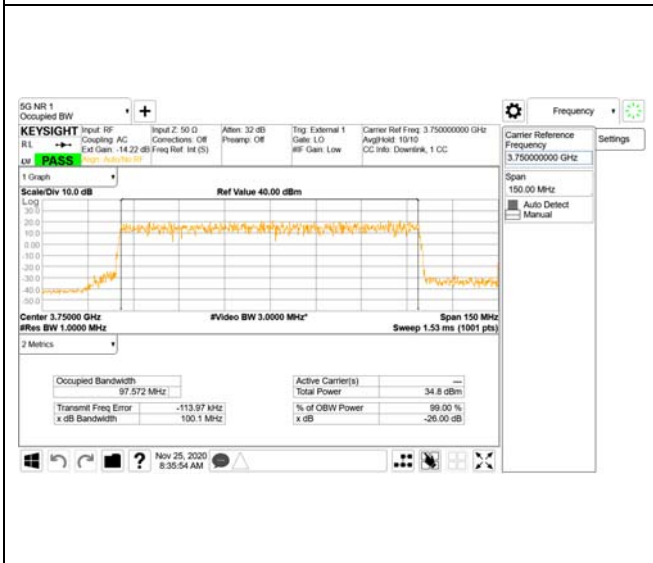 5G NR 1
Occupied BW
+
Frequency
KEYSIGHT
Input: RF
Input Z: 50 Ω
Atten: 32 dB
Trig: External 1
Carrier Ref Freq: 3.750000000 GHz
RL
Coupling: AC
Corrections: Off
Preamp: Off
Gate: LO
Avg|Hold: 10/10
Ext Gain: -14.22 dB
Freq Ref: Int (S)
#IF Gain: Low
CC Info: Downlink, 1 CC
PASS
Align: Auto/No RF
Carrier Reference
Frequency
3.750000000 GHz
Settings
Span
150.00 MHz
Auto Detect
Manual
1 Graph
Scale/Div 10.0 dB
Ref Value 40.00 dBm
Log
30.0
20.0
10.0
0.00
-10.0
-20.0
-30.0
-40.0
-50.0
Center 3.75000 GHz
#Video BW 3.0000 MHz*
Span 150 MHz
#Res BW 1.0000 MHz
Sweep 1.53 ms (1001 pts)
2 Metrics
Occupied Bandwidth
97.572 MHz
Active Carrier(s)
---
Total Power
34.8 dBm
Transmit Freq Error
-113.97 kHz
% of OBW Power
99.00 %
x dB Bandwidth
100.1 MHz
x dB
-26.00 dB
?
Nov 25, 2020
8:35:54 AM